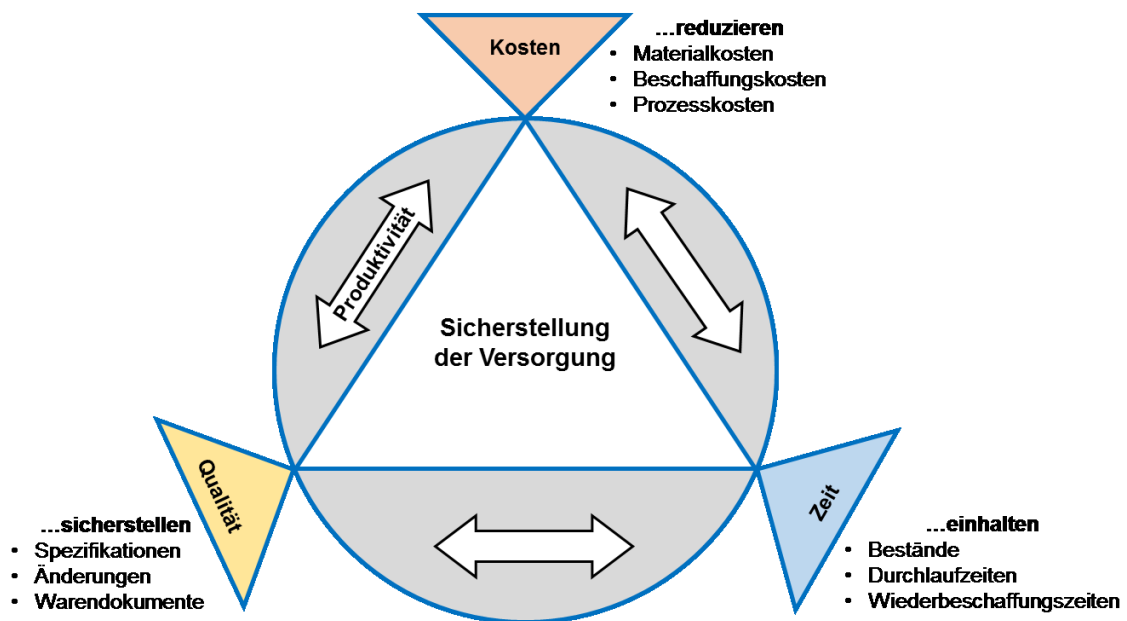 Kosten
...reduzieren
• Materialkosten
• Beschaffungskosten
• Prozesskosten
Produktivität
Sicherstellung
der Versorgung
Qualität
...sicherstellen
• Spezifikationen
• Änderungen
• Warendokumente
Zeit
...einhalten
• Bestände
• Durchlaufzeiten
• Wiederbeschaffungszeiten